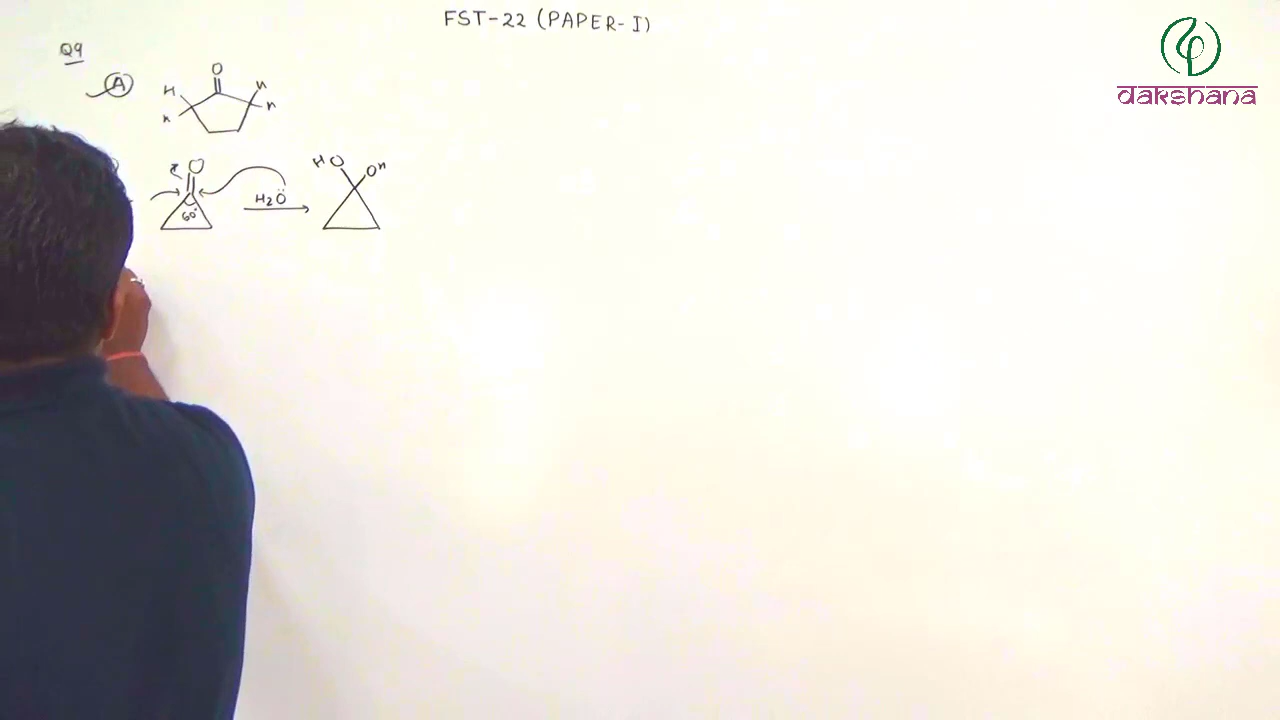 FST-22 (PAPER-I)
dakshana
Q9
A
O
H
H
H
H
O
60°
H2O
HO
OH